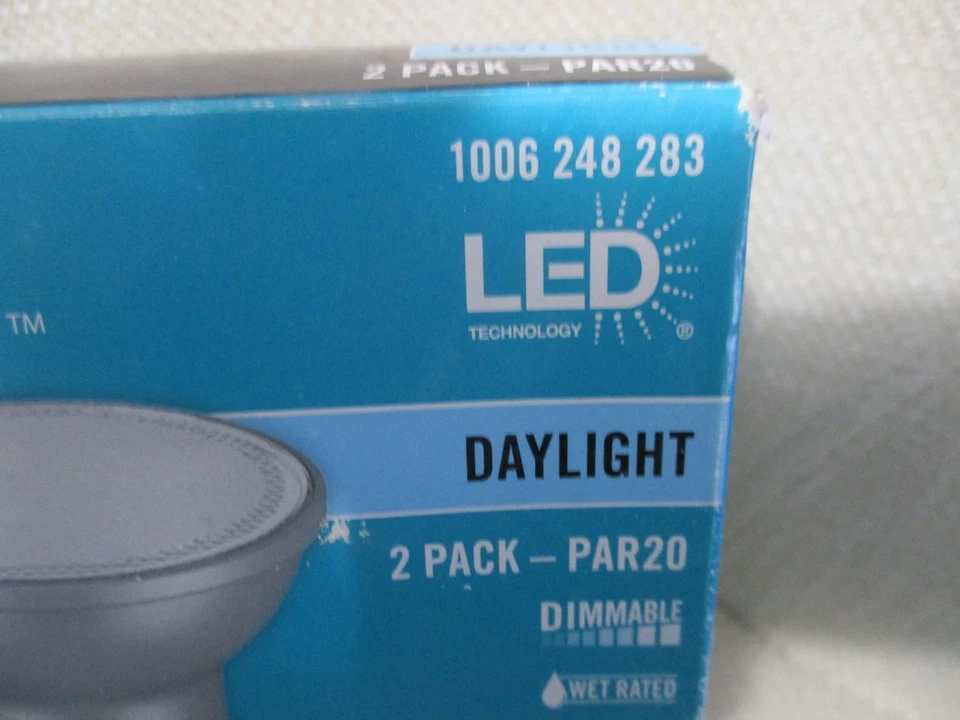 2 PACK – PAR20
1006 248 283
LED
TECHNOLOGY ®
TM
DAYLIGHT
2 PACK – PAR20
DIMMABLE
WET RATED